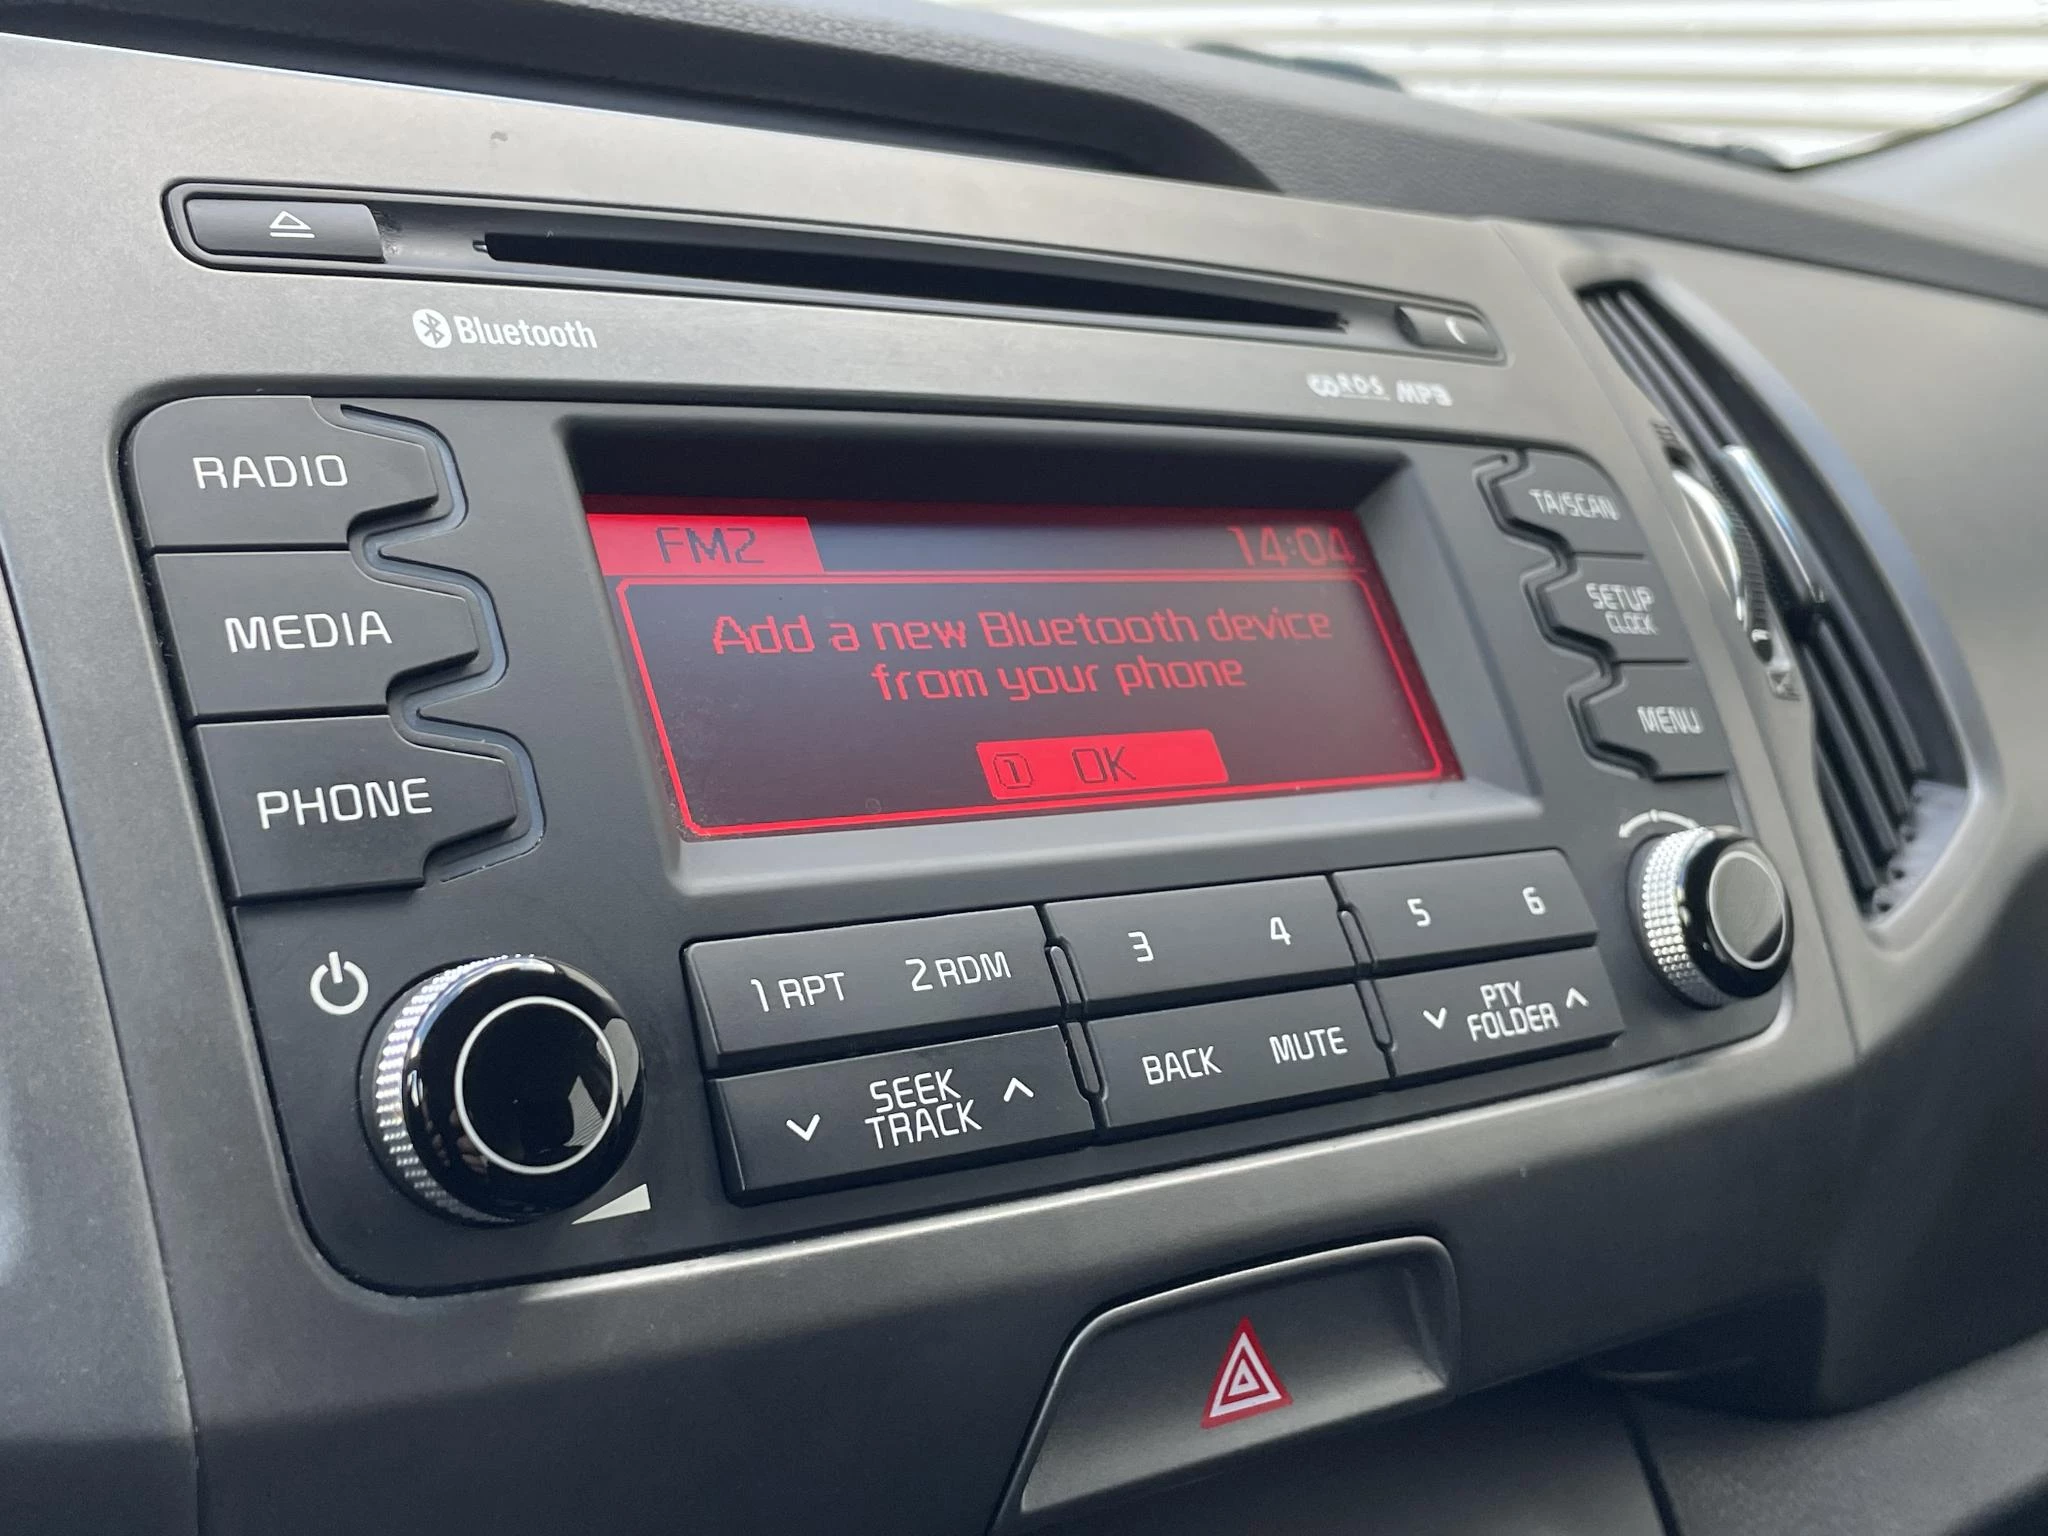 Bluetooth
RDS MP3
RADIO
MEDIA
PHONE
FM2 14:04
Add a new Bluetooth device
from your phone
1 OK
TA/SCAN
SETUP
CLOCK
MENU
1 RPT 2 RDM 3 4 5 6
SEEK
TRACK
BACK MUTE
PTY
FOLDER